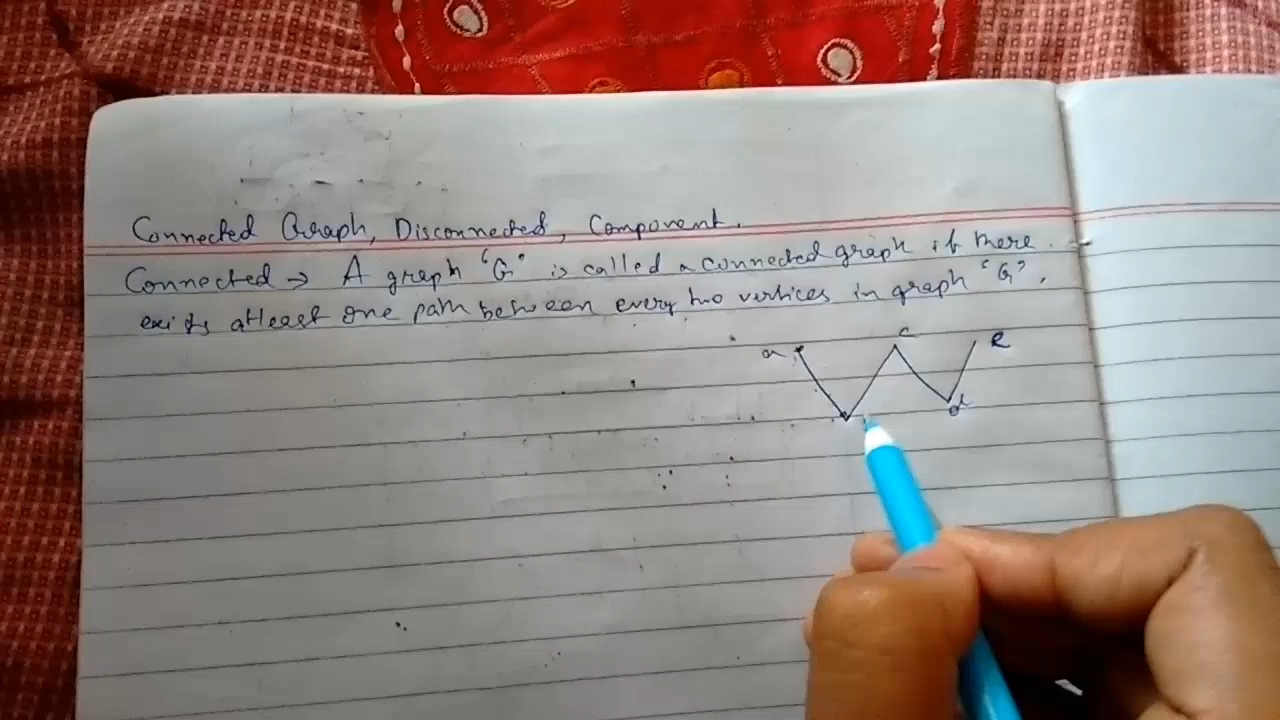 Connected Graph, Disconnected, Component.
Connected → A graph "G" is called a connected graph if there
exists atleast one path between every two vertices in graph "G".
a c e
d